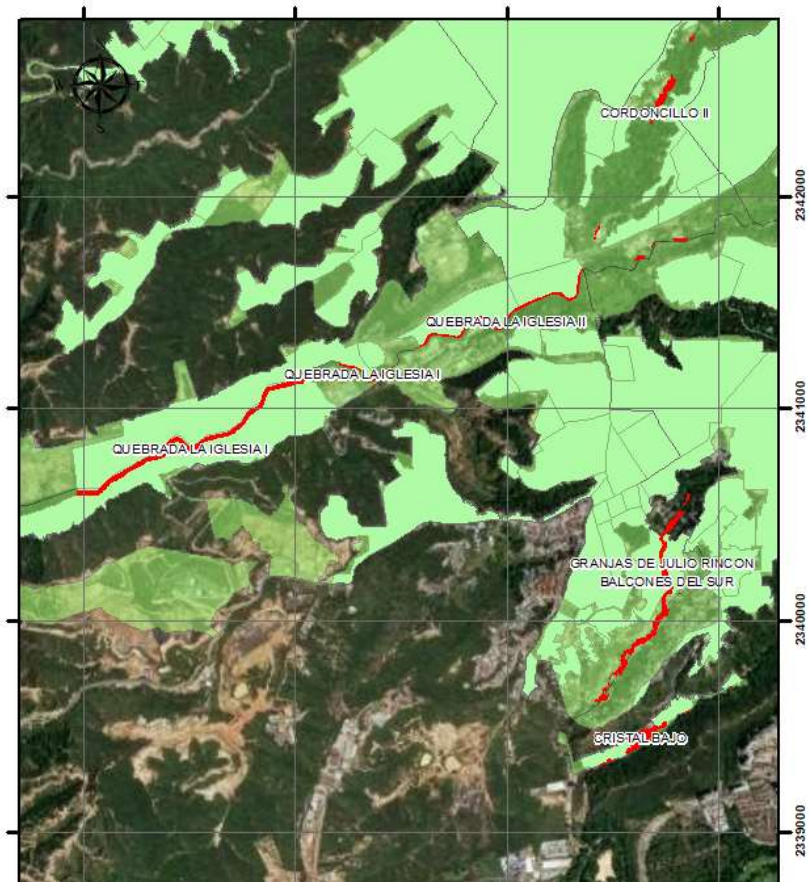 N
W
S
CORDONCILLO II
2342000
QUEBRADA LA IGLESIA II
QUEBRADA LA IGLESIA I
2341000
QUEBRADA LA IGLESIA I
GRANJAS DE JULIO RINCON
BALCONES DEL SUR
2340000
CRISTAL BAJO
2339000